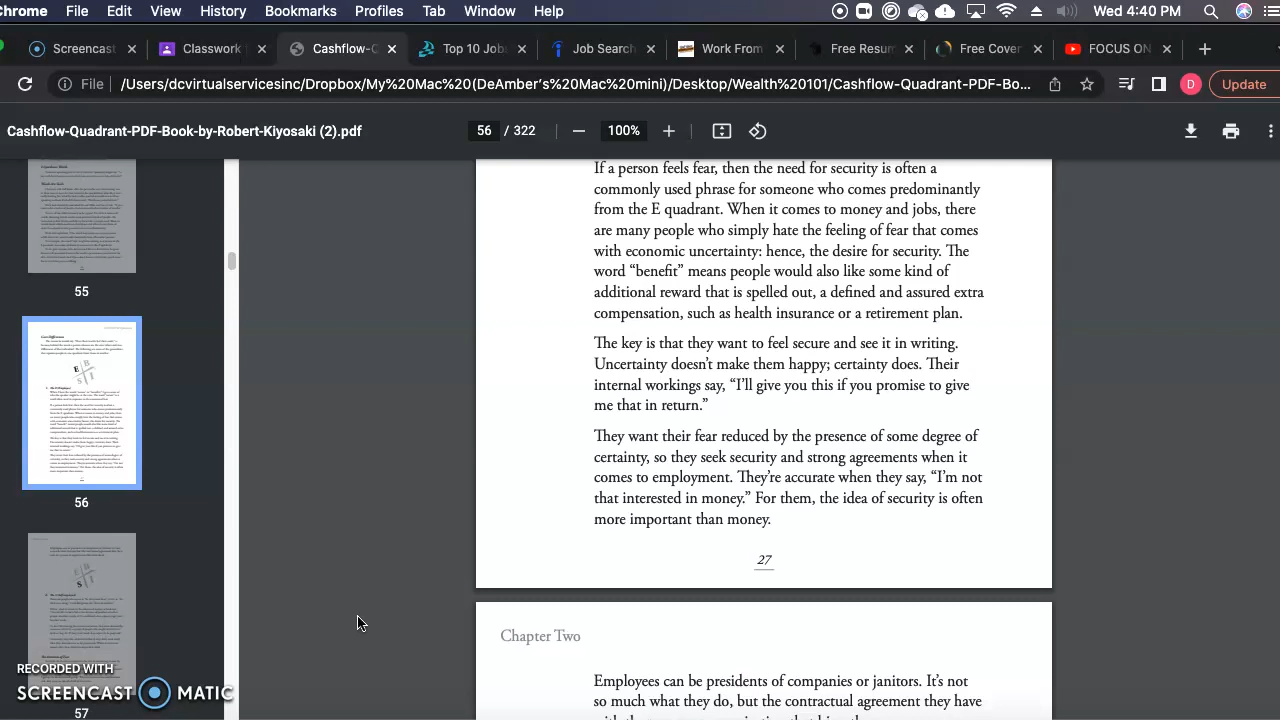 Chrome File Edit View History Bookmarks Profiles Tab Window Help Wed 4:40 PM
Screencast Classwork Cashflow-C Top 10 Job Job Search Work From Free Resum Free Cover FOCUS ON
File /Users/dcvirtualservicesinc/Dropbox/My%20Mac%20(DeAmber's%20Mac%20mini)/Desktop/Wealth%20101/Cashflow-Quadrant-PDF-Bo... D Update
Cashflow-Quadrant-PDF-Book-by-Robert-Kiyosaki (2).pdf 56 / 322 100%
55
56
57
If a person feels fear, then the need for security is often a
commonly used phrase for someone who comes predominantly
from the E quadrant. When it comes to money and jobs, there
are many people who simply hate the feeling of fear that comes
with economic uncertainty: hence, the desire for security. The
word “benefit” means people would also like some kind of
additional reward that is spelled out, a defined and assured extra
compensation, such as health insurance or a retirement plan.
The key is that they want to feel secure and see it in writing.
Uncertainty doesn’t make them happy; certainty does. Their
internal workings say, “I’ll give you this if you promise to give
me that in return.”
They want their fear reduced by the presence of some degree of
certainty, so they seek security and strong agreements when it
comes to employment. They’re accurate when they say, “I’m not
that interested in money.” For them, the idea of security is often
more important than money.
27
Chapter Two
Employees can be presidents of companies or janitors. It’s not
so much what they do, but the contractual agreement they have
RECORDED WITH
SCREENCAST MATIC